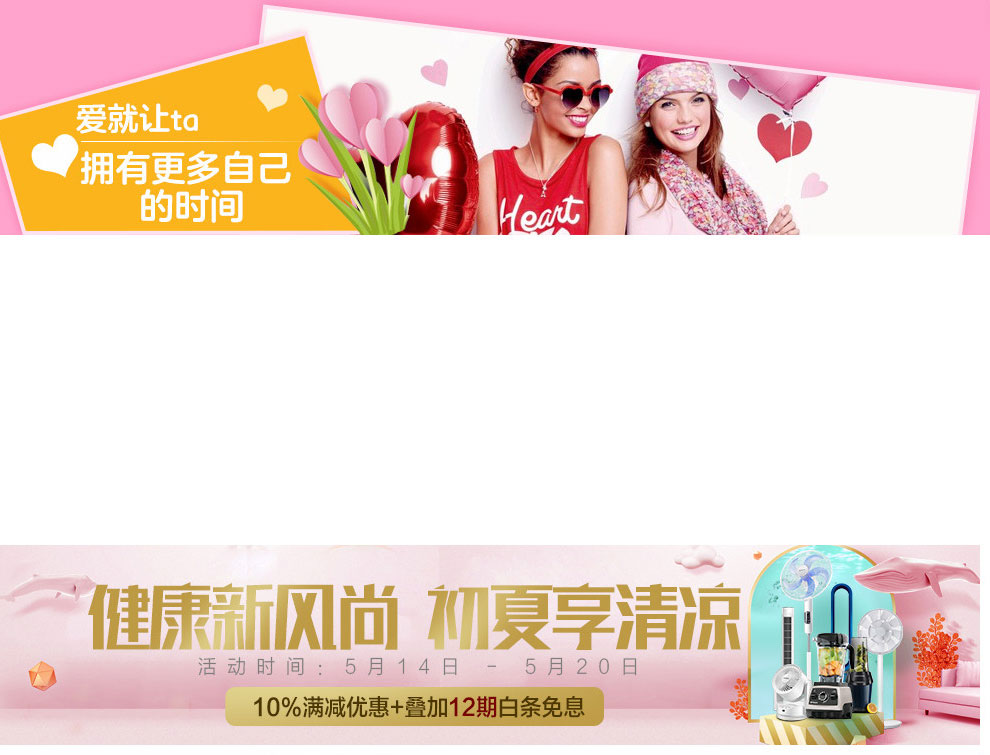 爱就让ta
拥有更多自己
的时间
Heart
健康新风尚 初夏享清凉
活动时间：5月14日 - 5月20日
10%满减优惠+叠加12期白条免息